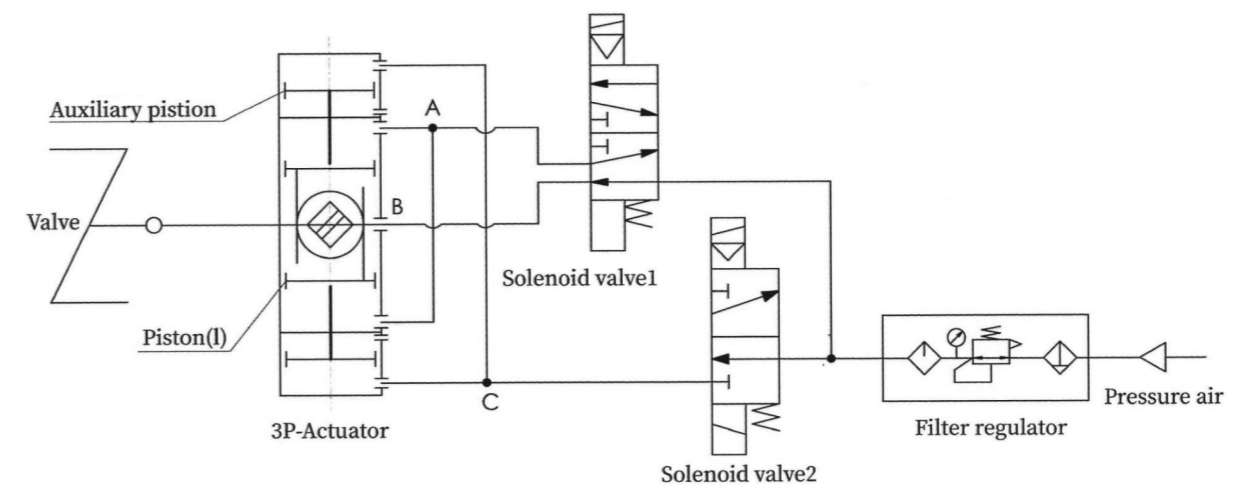 Auxiliary pistion
A
Valve
B
Solenoid valve1
Piston(l)
C
Pressure air
3P-Actuator
Filter regulator
Solenoid valve2